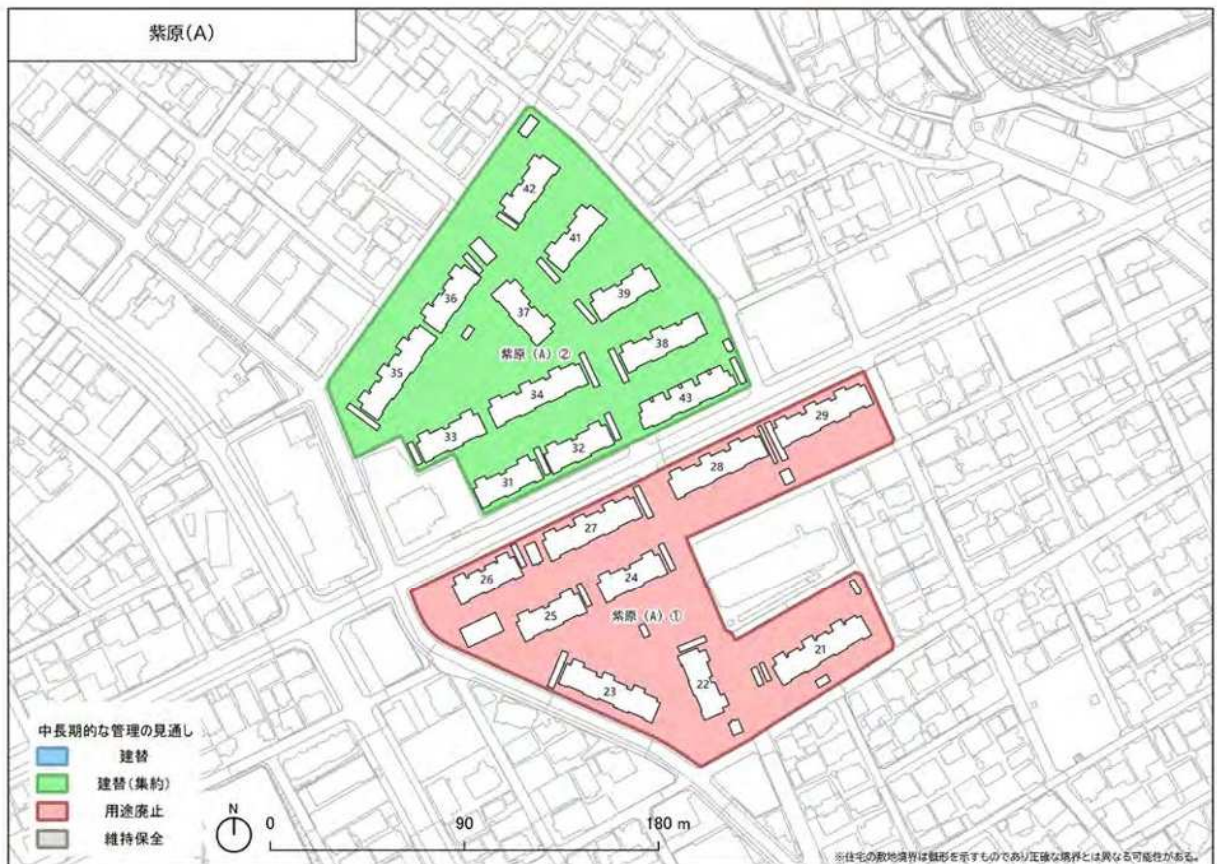 紫原(A)
42
41
36
39
37
38
紫原（A）②
35
34
43
33
32
31
29
28
27
26
24
25
紫原（A）①
21
22
23
中長期的な管理の見通し
建替
建替(集約)
用途廃止
維持保全
N
0 90 180 m
※住宅の敷地境界は概形を示すものであり正確な境界とは異なる可能性がある。